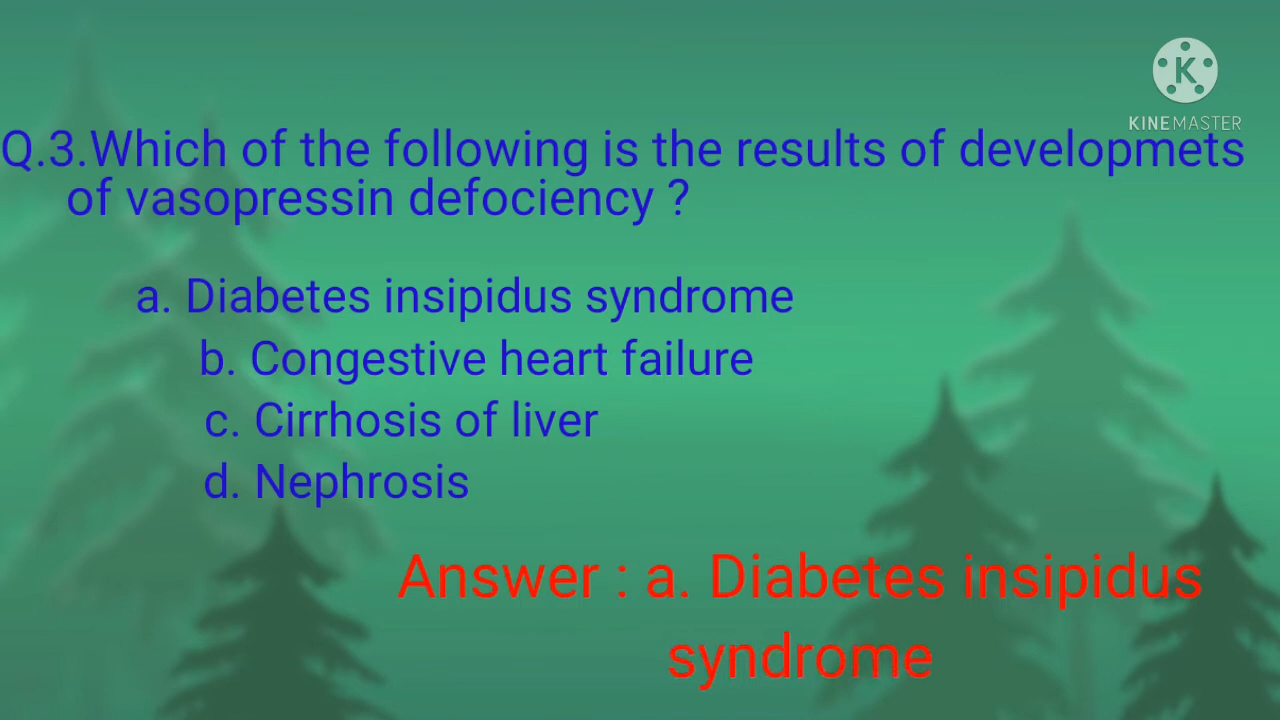 K
KINEMASTER
Q.3.Which of the following is the results of developmets
of vasopressin defociency ?
a. Diabetes insipidus syndrome
b. Congestive heart failure
c. Cirrhosis of liver
d. Nephrosis
Answer : a. Diabetes insipidus
syndrome